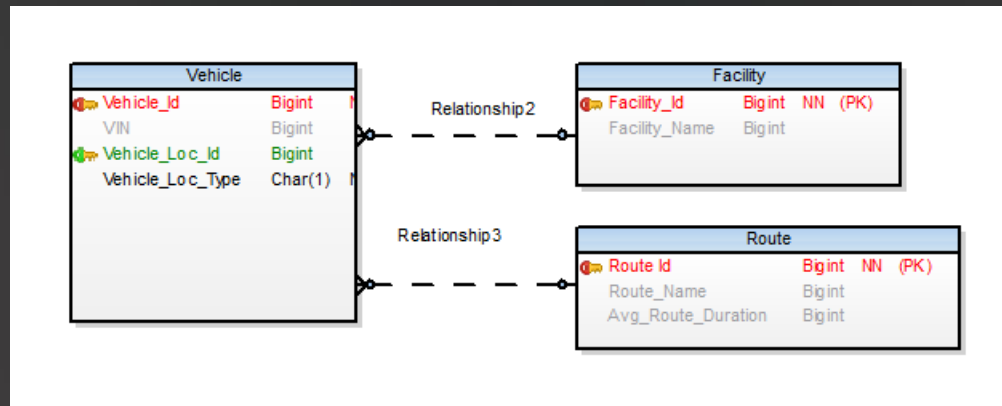 Vehicle
Vehicle_Id Bigint
VIN Bigint
Vehicle_Loc_Id Bigint
Vehicle_Loc_Type Char(1)
Relationship2
Facility
Facility_Id Bigint NN (PK)
Facility_Name Bigint
Relationship3
Route
Route Id Bigint NN (PK)
Route_Name Bigint
Avg_Route_Duration Bigint